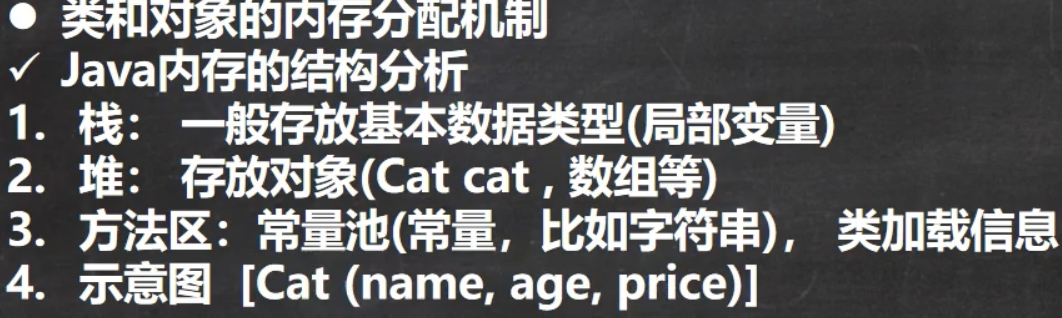 ● 类和对象的内存分配机制
✓ Java内存的结构分析
1. 栈： 一般存放基本数据类型(局部变量)
2. 堆： 存放对象(Cat cat , 数组等)
3. 方法区：常量池(常量，比如字符串)， 类加载信息
4. 示意图 [Cat (name, age, price)]